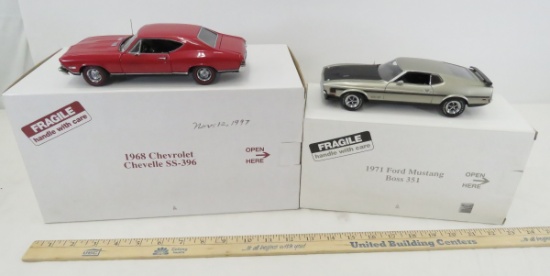 FRAGILE
handle with care
Nov. 12, 1997
1968 Chevrolet
Chevelle SS-396
OPEN
HERE
FRAGILE
handle with care
1971 Ford Mustang
Boss 351
OPEN
HERE
United Building Centers